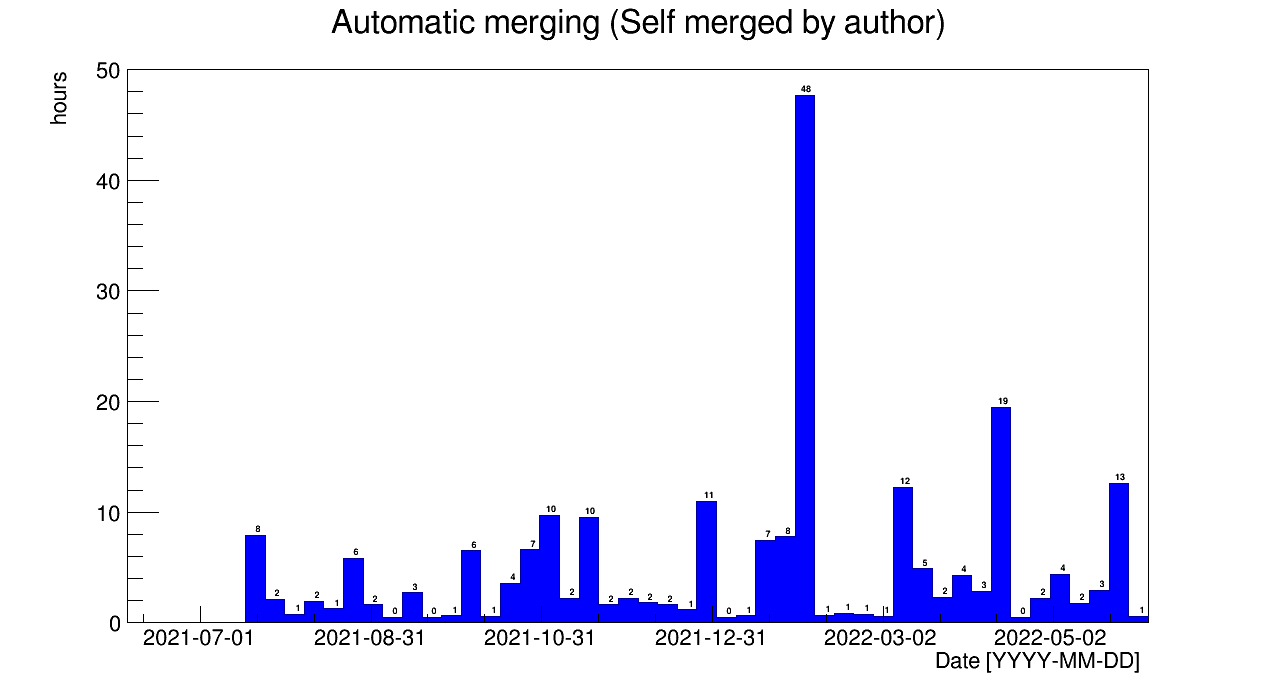 Automatic merging (Self merged by author)
hours
50
40
30
20
10
0
8 2 1 2 1 6 2 0 3 0 1 6 1 4 7 10 2 10 2 2 2 2 1 11 0 1 7 8 48 1 1 1 1 12 5 2 4 3 19 0 2 4 2 3 13 1
2021-07-01 2021-08-31 2021-10-31 2021-12-31 2022-03-02 2022-05-02
Date [YYYY-MM-DD]